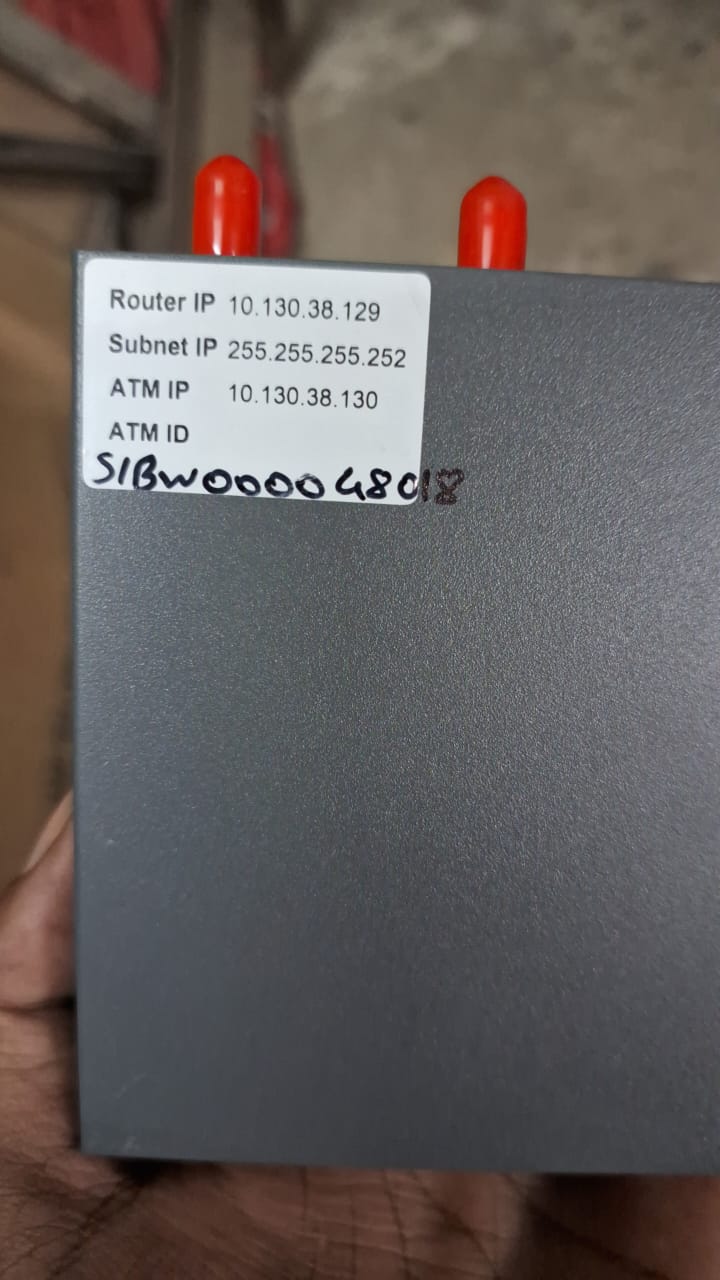 Router IP 10.130.38.129
Subnet IP 255.255.255.252
ATM IP 10.130.38.130
ATM ID
S1BW000048018